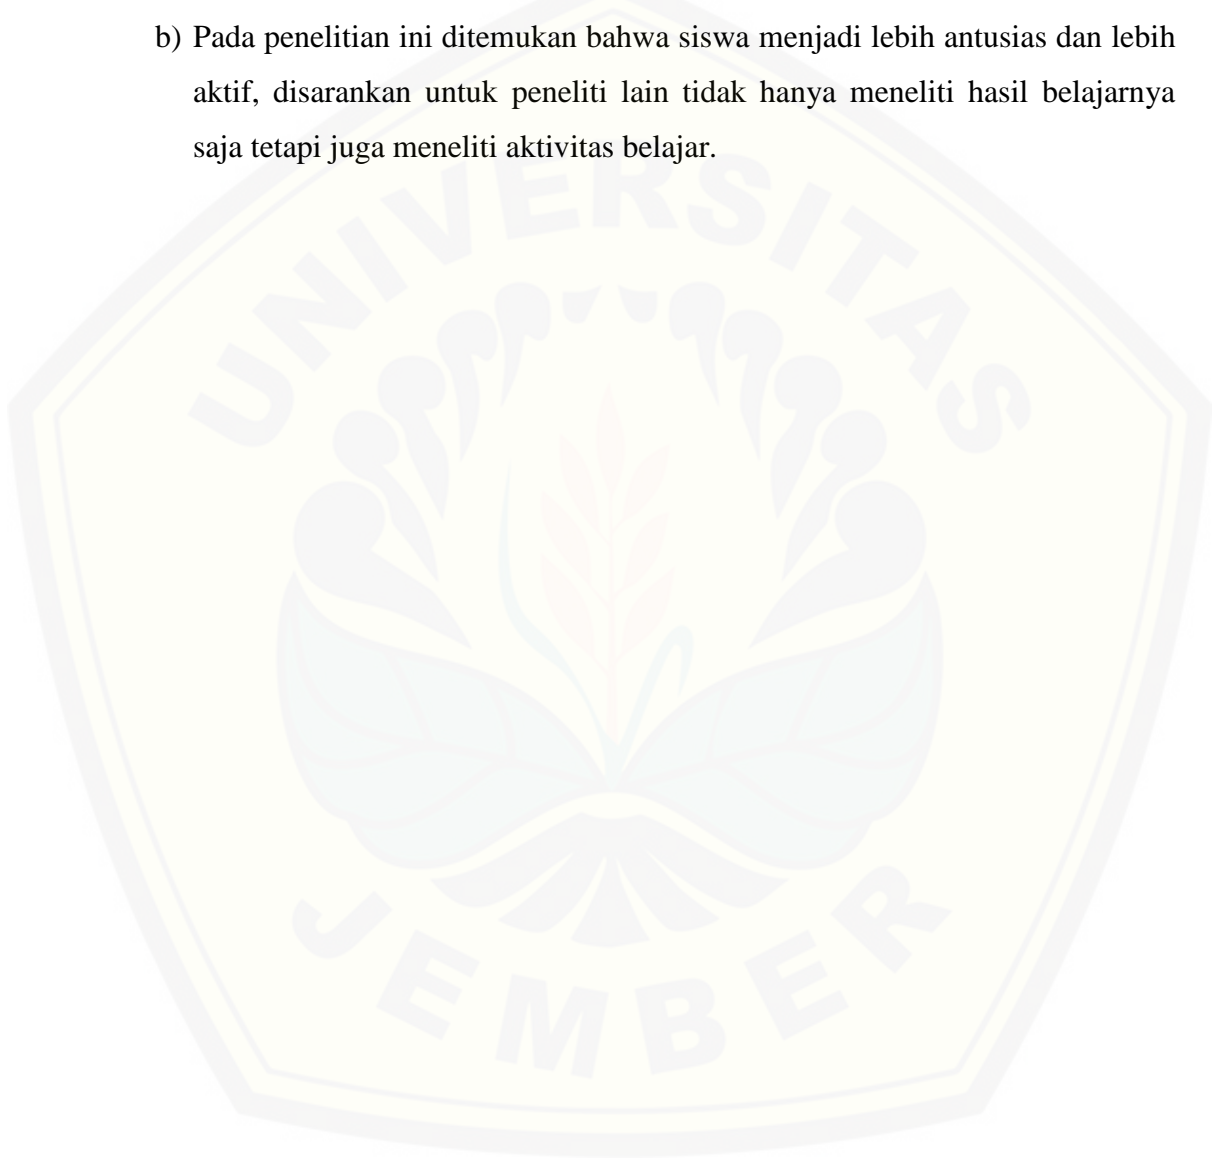 b) Pada penelitian ini ditemukan bahwa siswa menjadi lebih antusias dan lebih
aktif, disarankan untuk peneliti lain tidak hanya meneliti hasil belajarnya
saja tetapi juga meneliti aktivitas belajar.
UNIVERSITAS
JEMBER